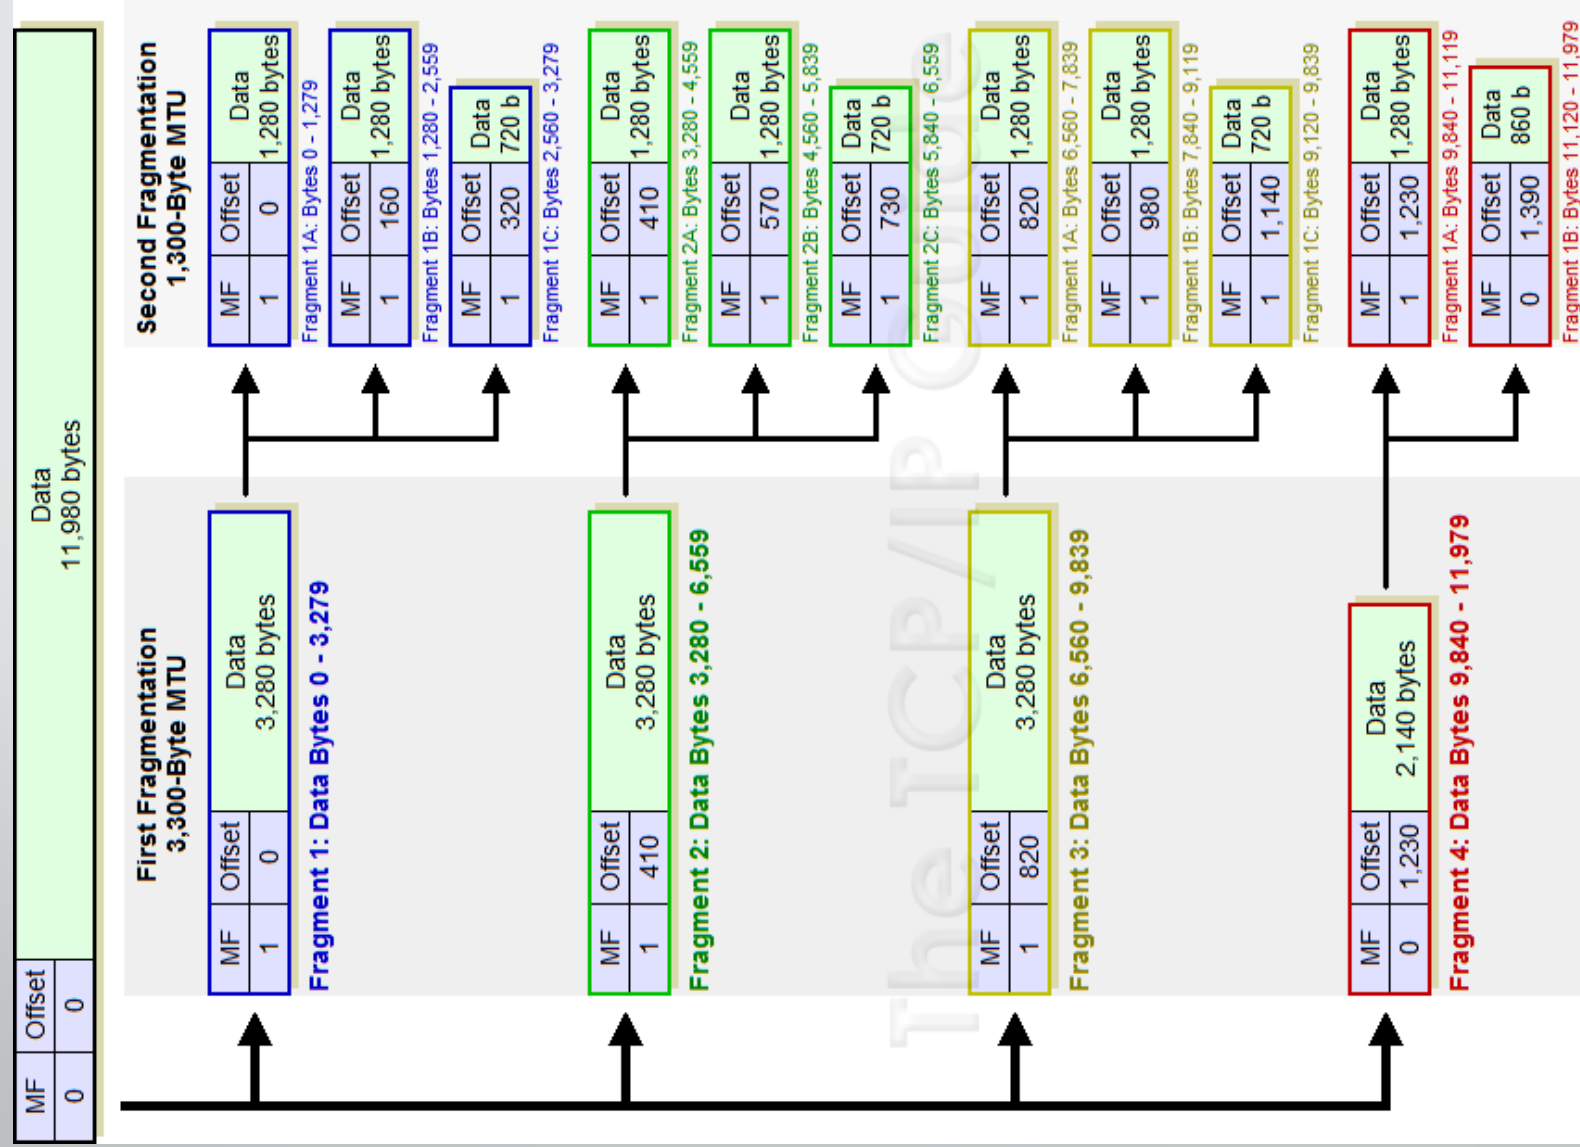 MF Offset Data
0 0 11,980 bytes
First Fragmentation
3,300-Byte MTU
MF Offset Data
1 0 3,280 bytes
Fragment 1: Data Bytes 0 - 3,279
MF Offset Data
1 410 3,280 bytes
Fragment 2: Data Bytes 3,280 - 6,559
MF Offset Data
1 820 3,280 bytes
Fragment 3: Data Bytes 6,560 - 9,839
MF Offset Data
0 1,230 2,140 bytes
Fragment 4: Data Bytes 9,840 - 11,979
Second Fragmentation
1,300-Byte MTU
MF Offset Data
1 0 1,280 bytes
Fragment 1A: Bytes 0 - 1,279
MF Offset Data
1 160 1,280 bytes
Fragment 1B: Bytes 1,280 - 2,559
MF Offset Data
1 320 720 b
Fragment 1C: Bytes 2,560 - 3,279
MF Offset Data
1 410 1,280 bytes
Fragment 2A: Bytes 3,280 - 4,559
MF Offset Data
1 570 1,280 bytes
Fragment 2B: Bytes 4,560 - 5,839
MF Offset Data
1 730 720 b
Fragment 2C: Bytes 5,840 - 6,559
MF Offset Data
1 820 1,280 bytes
Fragment 1A: Bytes 6,560 - 7,839
MF Offset Data
1 980 1,280 bytes
Fragment 1B: Bytes 7,840 - 9,119
MF Offset Data
1 1,140 720 b
Fragment 1C: Bytes 9,120 - 9,839
MF Offset Data
1 1,230 1,280 bytes
Fragment 1A: Bytes 9,840 - 11,119
MF Offset Data
0 1,390 860 b
Fragment 1B: Bytes 11,120 - 11,979
The TCP/IP Guide